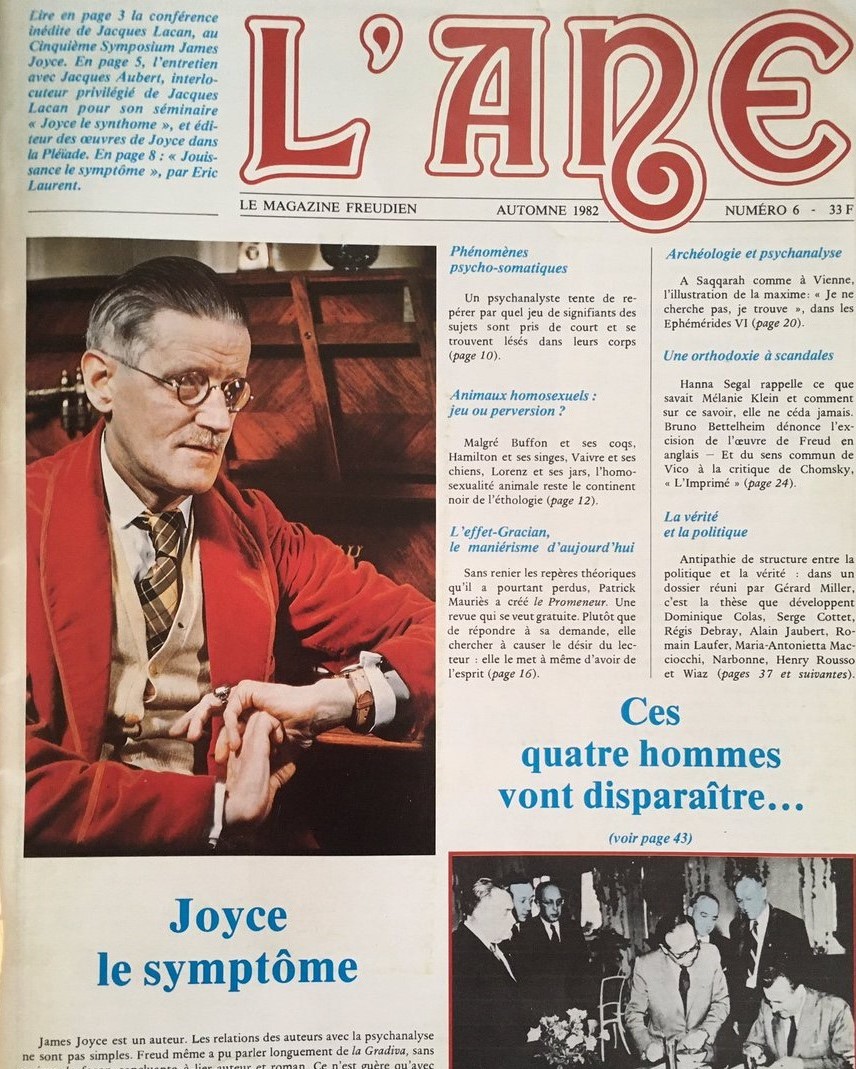 Lire en page 3 la conférence
inédite de Jacques Lacan, au
Cinquième Symposium James
Joyce. En page 5, l'entretien
avec Jacques Aubert, interlo-
cuteur privilégié de Jacques
Lacan pour son séminaire
« Joyce le synthome », et édi-
teur des œuvres de Joyce dans
la Pléiade. En page 8 : « Jouis-
sance le symptôme », par Eric
Laurent.
L'ANE
LE MAGAZINE FREUDIEN
AUTOMNE 1982
NUMÉRO 6 - 33 F
Phénomènes
psycho-somatiques
Un psychanalyste tente de re-
pérer par quel jeu de signifiants des
sujets sont pris de court et se
trouvent lésés dans leurs corps
(page 10).
Animaux homosexuels :
jeu ou perversion ?
Malgré Buffon et ses coqs,
Hamilton et ses singes, Vaivre et ses
chiens, Lorenz et ses jars, l'homo-
sexualité animale reste le continent
noir de l'éthologie (page 12).
L'effet-Gracian,
le maniérisme d'aujourd'hui
Sans renier les repères théoriques
qu'il a pourtant perdus, Patrick
Mauriès a créé le Promeneur. Une
revue qui se veut gratuite. Plutôt que
de répondre à sa demande, elle
chercher à causer le désir du lec-
teur : elle le met à même d'avoir de
l'esprit (page 16).
Archéologie et psychanalyse
A Saqqarah comme à Vienne,
l'illustration de la maxime: « Je ne
cherche pas, je trouve », dans les
Ephémérides VI (page 20).
Une orthodoxie à scandales
Hanna Segal rappelle ce que
savait Mélanie Klein et comment
sur ce savoir, elle ne céda jamais.
Bruno Bettelheim dénonce l'ex-
cision de l'œuvre de Freud en
anglais — Et du sens commun de
Vico à la critique de Chomsky,
« L'Imprimé » (page 24).
La vérité
et la politique
Antipathie de structure entre la
politique et la vérité : dans un
dossier réuni par Gérard Miller,
c'est la thèse que développent
Dominique Colas, Serge Cottet,
Régis Debray, Alain Jaubert, Ro-
main Laufer, Maria-Antonietta Mac-
ciocchi, Narbonne, Henry Rousso
et Wiaz (pages 37 et suivantes).
Ces
quatre hommes
vont disparaître...
(voir page 43)
Joyce
le symptôme
James Joyce est un auteur. Les relations des auteurs avec la psychanalyse
ne sont pas simples. Freud même a pu parler longuement de la Gradiva, sans
à lier auteur et roman. Ce n'est guère qu'avec